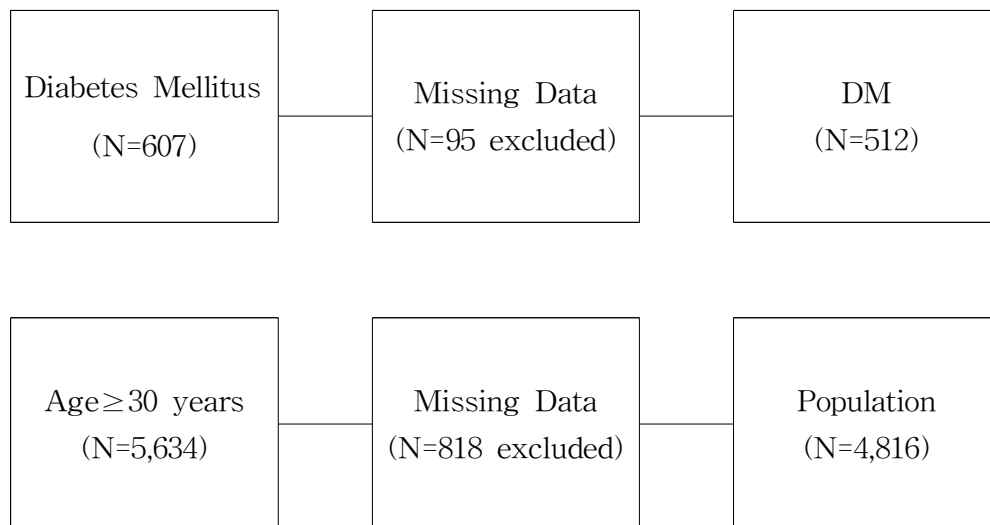 Diabetes Mellitus
(N=607)
Missing Data
(N=95 excluded)
DM
(N=512)
Age≥30 years
(N=5,634)
Missing Data
(N=818 excluded)
Population
(N=4,816)